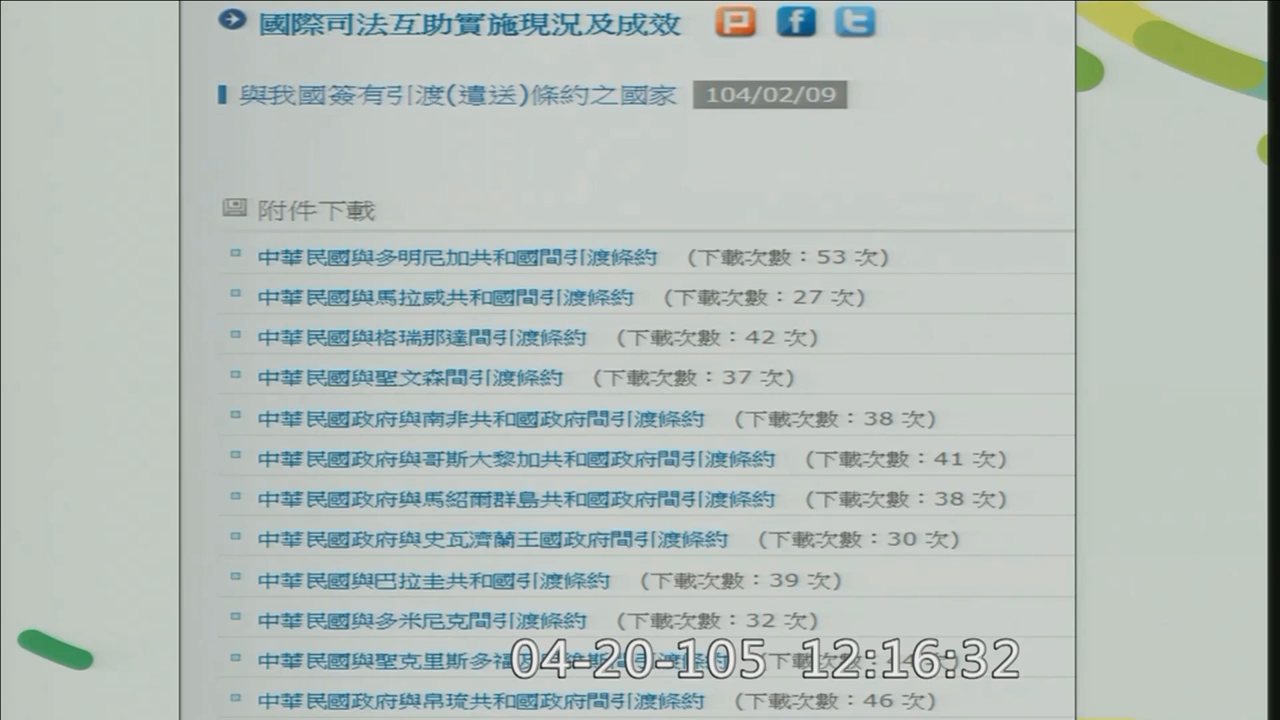 國際司法互助實施現況及成效
與我國簽有引渡(遣送)條約之國家 104/02/09
附件下載
中華民國與多明尼加共和國間引渡條約 (下載次數：53 次)
中華民國與馬拉威共和國間引渡條約 (下載次數：27 次)
中華民國與格瑞那達間引渡條約 (下載次數：42 次)
中華民國與聖文森間引渡條約 (下載次數：37 次)
中華民國政府與南非共和國政府間引渡條約 (下載次數：38 次)
中華民國政府與哥斯大黎加共和國政府間引渡條約 (下載次數：41 次)
中華民國政府與馬紹爾群島共和國政府間引渡條約 (下載次數：38 次)
中華民國政府與史瓦濟蘭王國政府間引渡條約 (下載次數：30 次)
中華民國與巴拉圭共和國引渡條約 (下載次數：39 次)
中華民國與多米尼克間引渡條約 (下載次數：32 次)
中華民國與聖克里斯多福
04-20-105 12:16:32
中華民國政府與帛琉共和國政府間引渡條約 (下載次數：46 次)